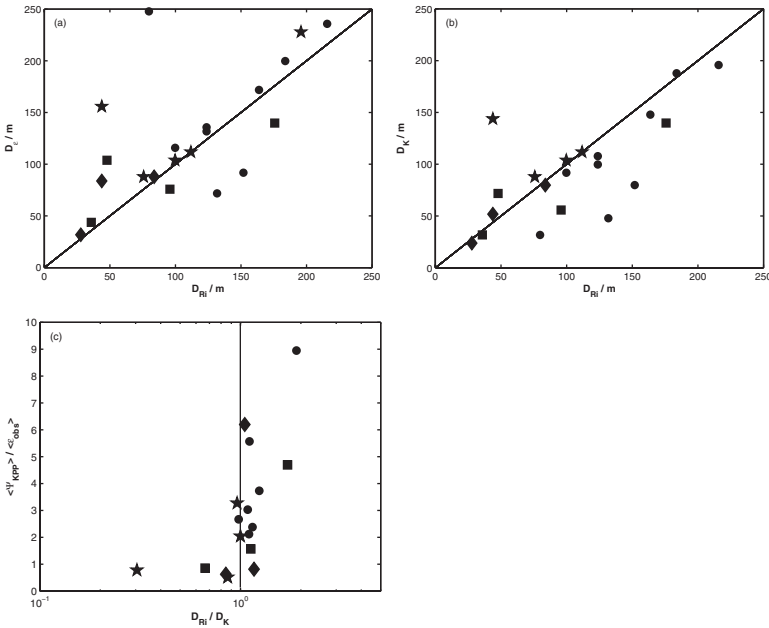 (a)
250
200
150
100
50
0
D_ε / m
0 50 100 150 200 250
D_Ri / m
(b)
250
200
150
100
50
0
D_K / m
0 50 100 150 200 250
D_Ri / m
(c)
10
9
8
7
6
5
4
3
2
1
0
<Ψ_KPP> / <ε_obs>
10^-1 10^0
D_Ri / D_K